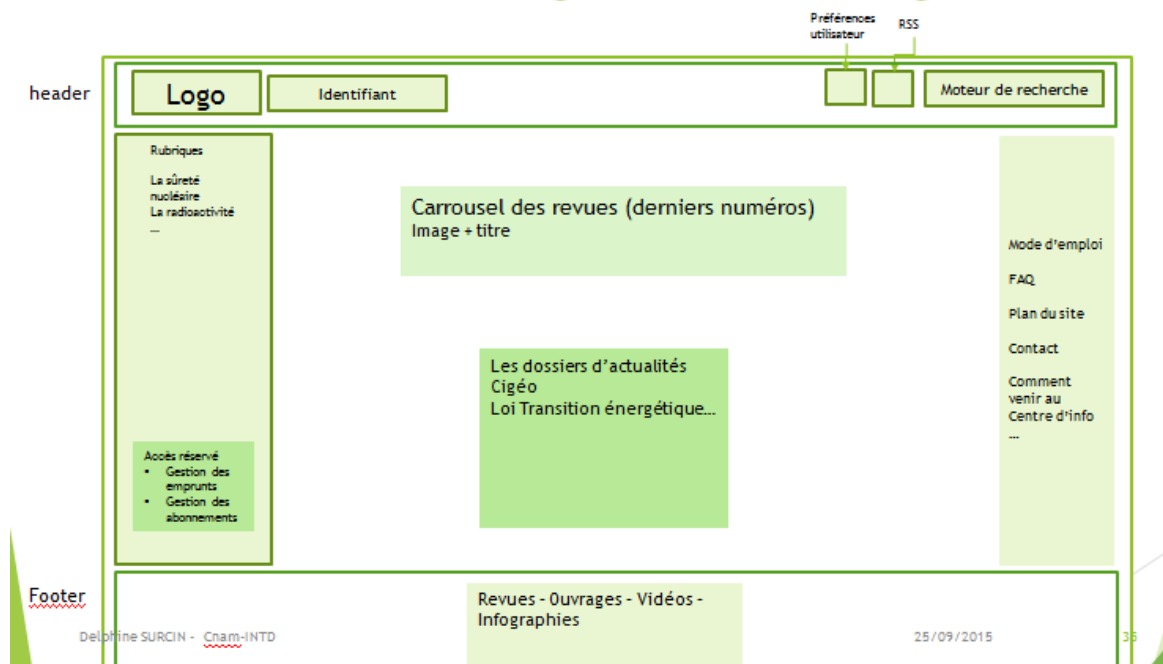 Préférences
utilisateur
RSS
header
Logo
Identifiant
Moteur de recherche
Rubriques
La sûreté
nucléaire
La radioactivité
...
Accès réservé
• Gestion des
emprunts
• Gestion des
abonnements
Carrousel des revues (derniers numéros)
Image + titre
Les dossiers d'actualités
Cigéo
Loi Transition énergétique...
Mode d'emploi
FAQ
Plan du site
Contact
Comment
venir au
Centre d'info
...
Footer
Revues - Ouvrages - Vidéos -
Infographies
Delphine SURCIN - Cnam-INTD
25/09/2015